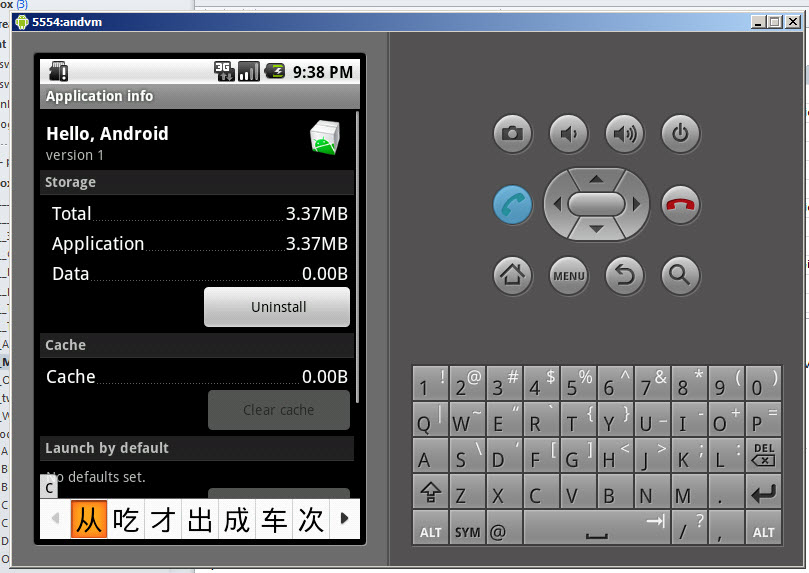 (3)
5554:andvm
3G
9:38 PM
Application info
Hello, Android
version 1
Storage
Total 3.37MB
Application 3.37MB
Data 0.00B
Uninstall
Cache
Cache 0.00B
Clear cache
Launch by default
No defaults set.
C
从 吃 才 出 成 车 次
MENU
1 ! 2 @ 3 # 4 $ 5 % 6 ^ 7 & 8 * 9 ( 0 )
Q | W ~ E " R ` T { Y } U _ I - O + P =
A S \ D ' F [ G ] H < J > K ; L : DEL
Z X C V B N M .
ALT SYM @ / ? , ALT